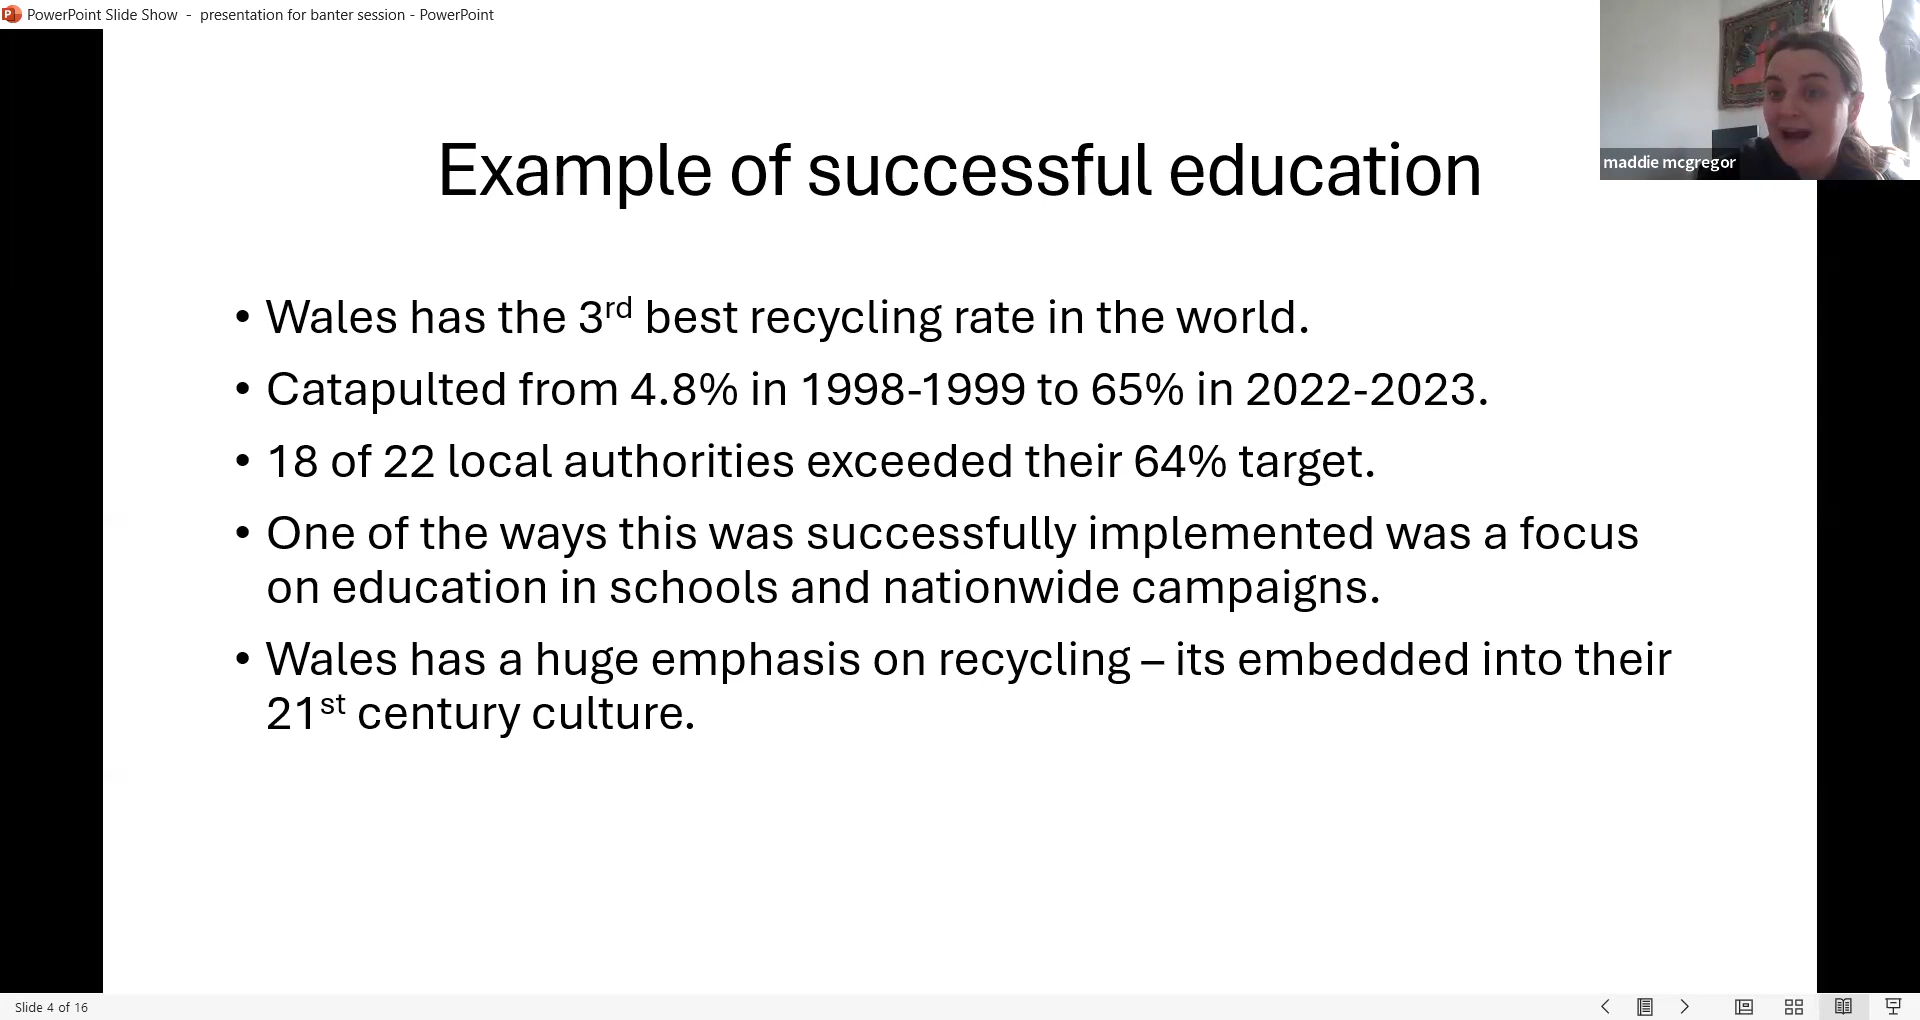 PowerPoint Slide Show - presentation for banter session - PowerPoint
maddie mcgregor
Example of successful education
• Wales has the 3rd best recycling rate in the world.
• Catapulted from 4.8% in 1998-1999 to 65% in 2022-2023.
• 18 of 22 local authorities exceeded their 64% target.
• One of the ways this was successfully implemented was a focus
on education in schools and nationwide campaigns.
• Wales has a huge emphasis on recycling – its embedded into their
21st century culture.
Slide 4 of 16